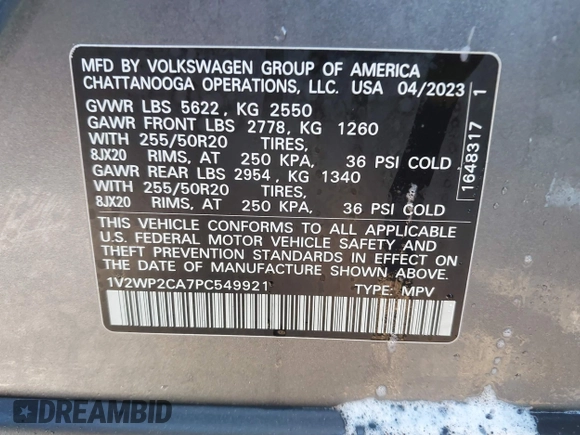 MFD BY VOLKSWAGEN GROUP OF AMERICA
CHATTANOOGA OPERATIONS, LLC. USA 04/2023
GVWR LBS 5622, KG 2550
GAWR FRONT LBS 2778, KG 1260
WITH 255/50R20 TIRES,
8JX20 RIMS, AT 250 KPA, 36 PSI COLD
GAWR REAR LBS 2954, KG 1340
WITH 255/50R20 TIRES,
8JX20 RIMS, AT 250 KPA, 36 PSI COLD
THIS VEHICLE CONFORMS TO ALL APPLICABLE
U.S. FEDERAL MOTOR VEHICLE SAFETY AND
THEFT PREVENTION STANDARDS IN EFFECT ON THE
DATE OF MANUFACTURE SHOWN ABOVE.
1V2WP2CA7PC549921 TYPE: MPV
1648317 1
DREAMBID